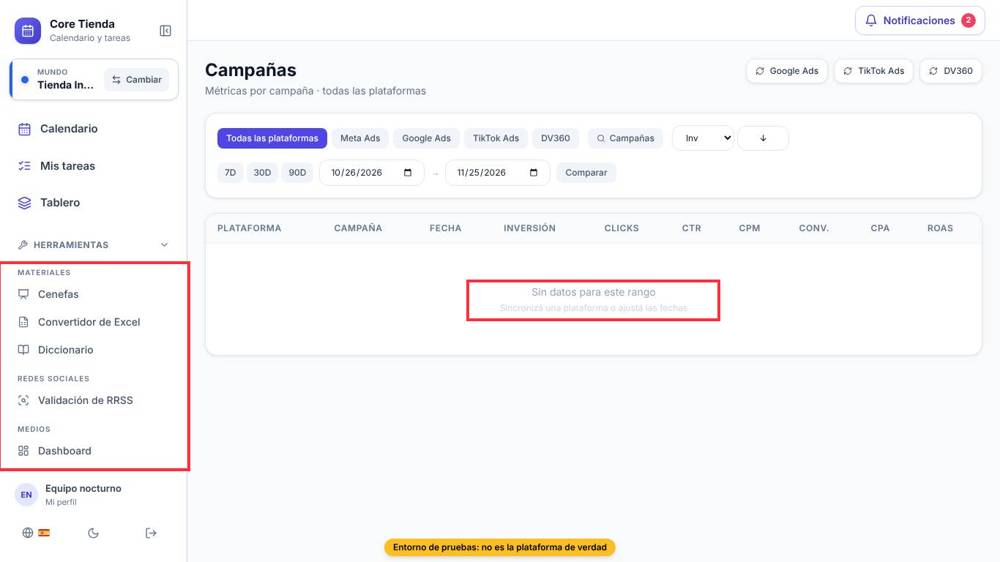 Core Tienda
Calendario y tareas
MUNDO
Tienda In...
Cambiar
Calendario
Mis tareas
Tablero
HERRAMIENTAS
MATERIALES
Cenefas
Convertidor de Excel
Diccionario
REDES SOCIALES
Validación de RRSS
MEDIOS
Dashboard
EN
Equipo nocturno
Mi perfil
Notificaciones 2
Campañas
Métricas por campaña · todas las plataformas
Google Ads TikTok Ads DV360
Todas las plataformas Meta Ads Google Ads TikTok Ads DV360 Campañas Inv ↓
7D 30D 90D 10/26/2026 → 11/25/2026 Comparar
PLATAFORMA CAMPAÑA FECHA INVERSIÓN CLICKS CTR CPM CONV. CPA ROAS
Sin datos para este rango
Sincronizá una plataforma o ajustá las fechas
Entorno de pruebas: no es la plataforma de verdad